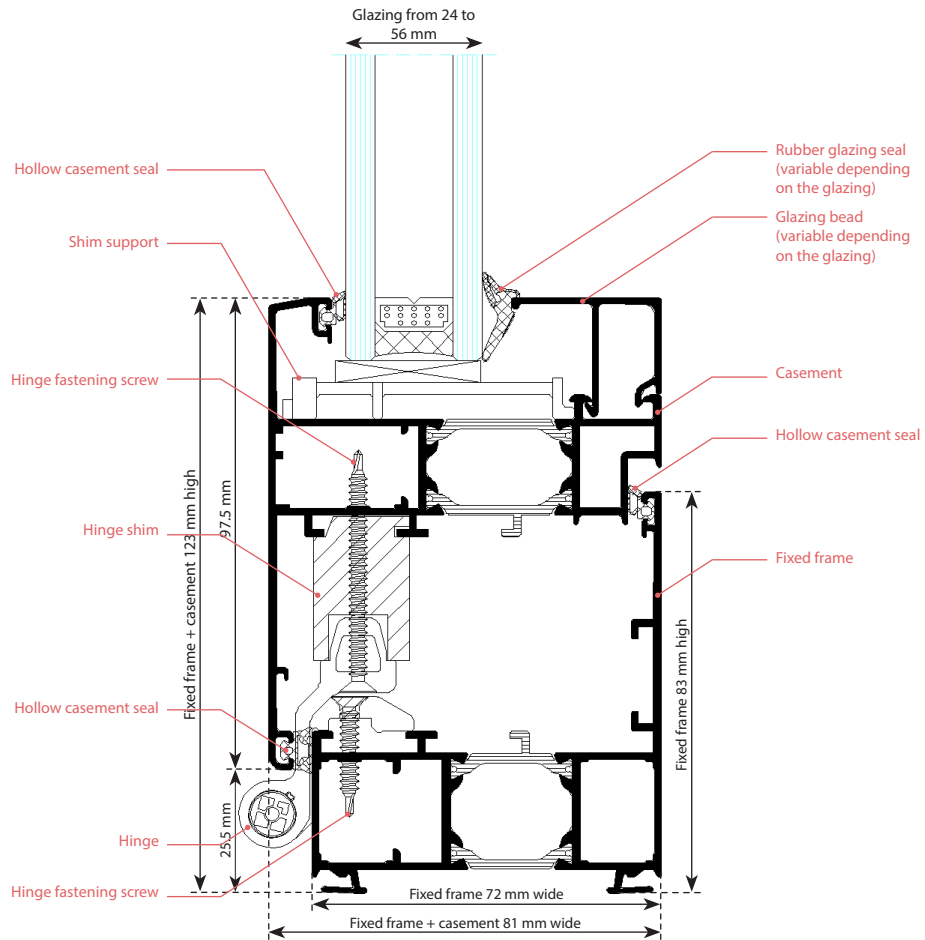 Glazing from 24 to
56 mm
Hollow casement seal
Shim support
Hinge fastening screw
Hinge shim
Hollow casement seal
Hinge
Hinge fastening screw
Fixed frame + casement 123 mm high
97.5 mm
25.5 mm
Rubber glazing seal
(variable depending
on the glazing)
Glazing bead
(variable depending
on the glazing)
Casement
Hollow casement seal
Fixed frame
Fixed frame 83 mm high
Fixed frame 72 mm wide
Fixed frame + casement 81 mm wide